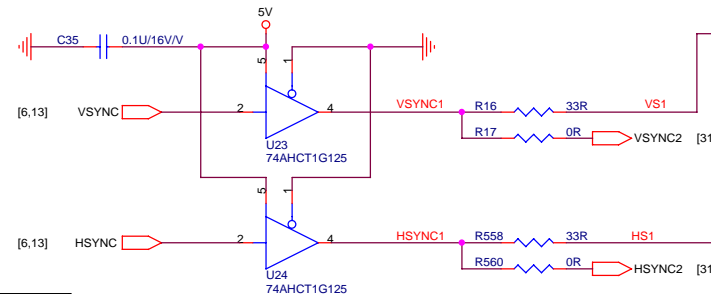 5V
C35 0.1U/16V/V
5 1
[6,13] VSYNC 2 4 VSYNC1 R16 33R VS1
R17 0R VSYNC2 [31
U23
74AHCT1G125
5 1
[6,13] HSYNC 2 4 HSYNC1 R558 33R HS1
R560 0R HSYNC2 [31
U24
74AHCT1G125